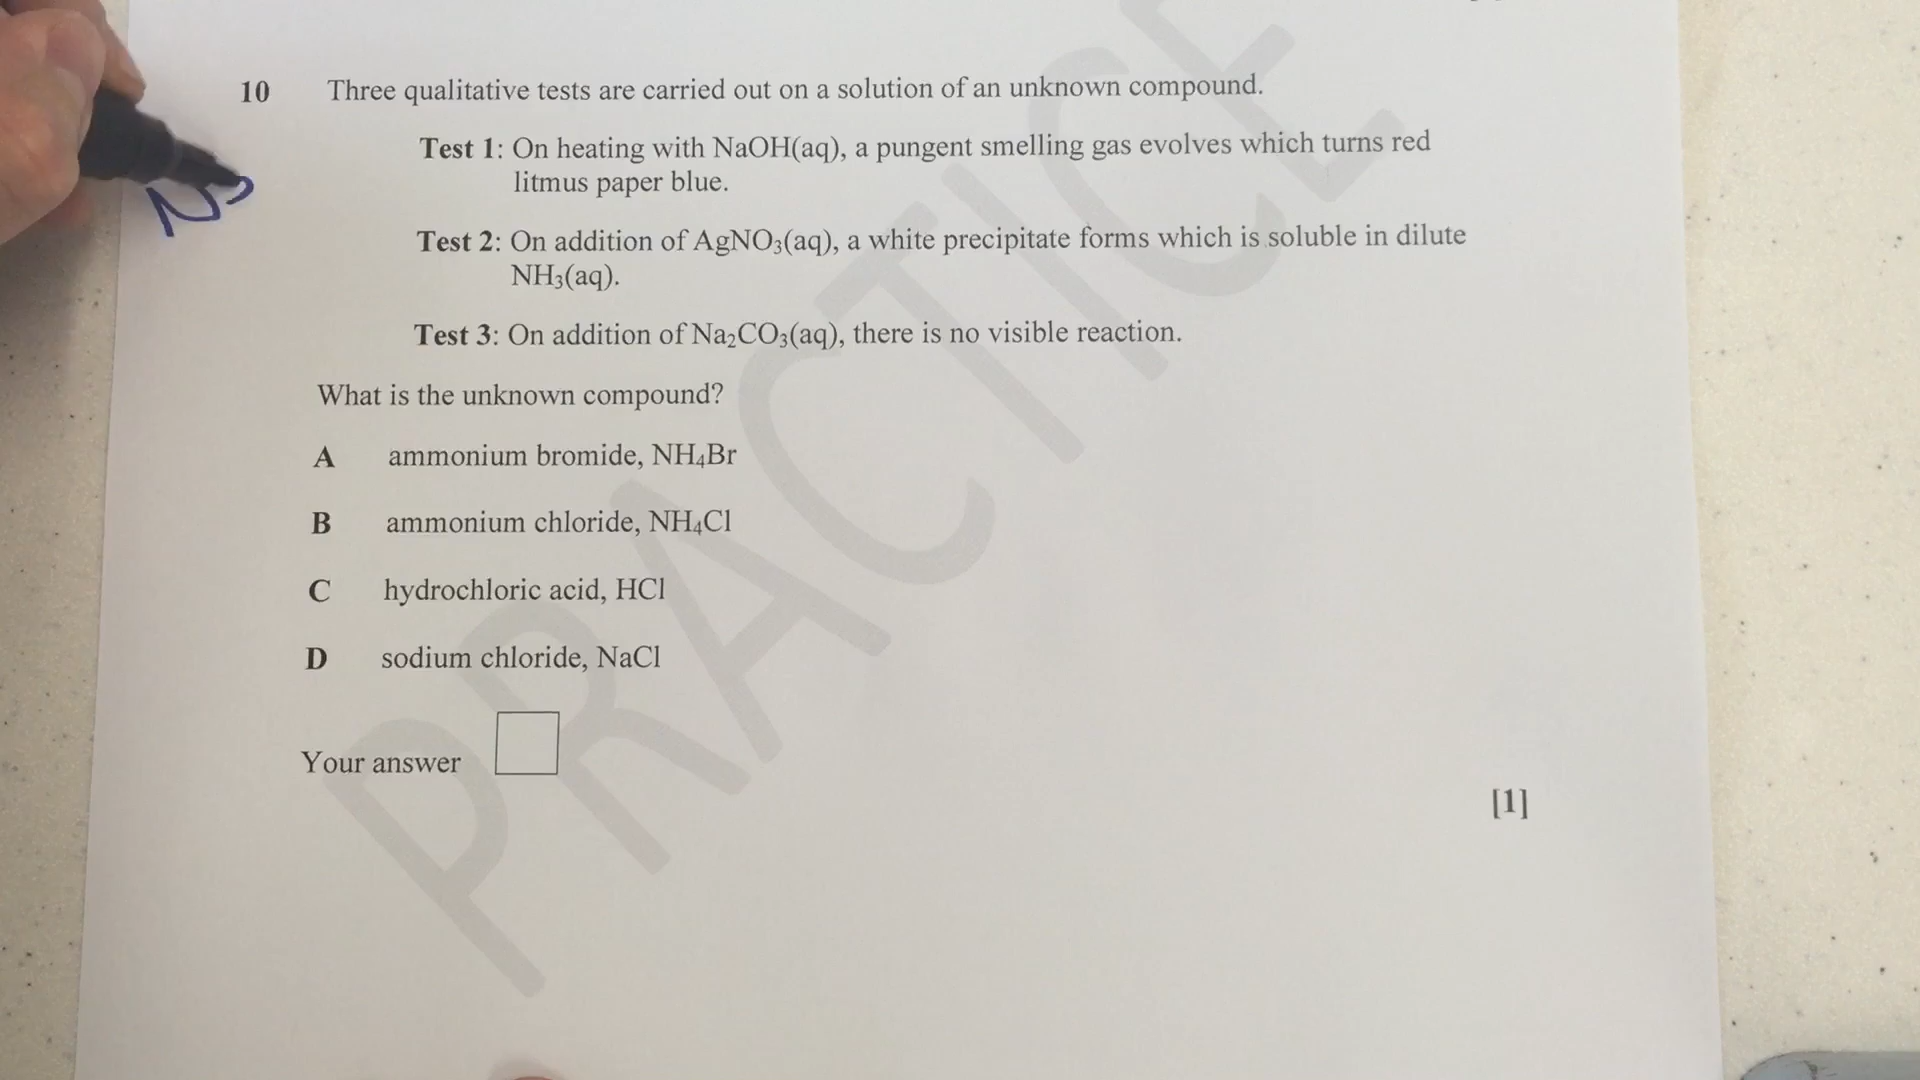 10 Three qualitative tests are carried out on a solution of an unknown compound.
Test 1: On heating with NaOH(aq), a pungent smelling gas evolves which turns red
litmus paper blue.
Test 2: On addition of AgNO₃(aq), a white precipitate forms which is soluble in dilute
NH₃(aq).
Test 3: On addition of Na₂CO₃(aq), there is no visible reaction.
What is the unknown compound?
A ammonium bromide, NH₄Br
B ammonium chloride, NH₄Cl
C hydrochloric acid, HCl
D sodium chloride, NaCl
Your answer
[1]
PRACTICE